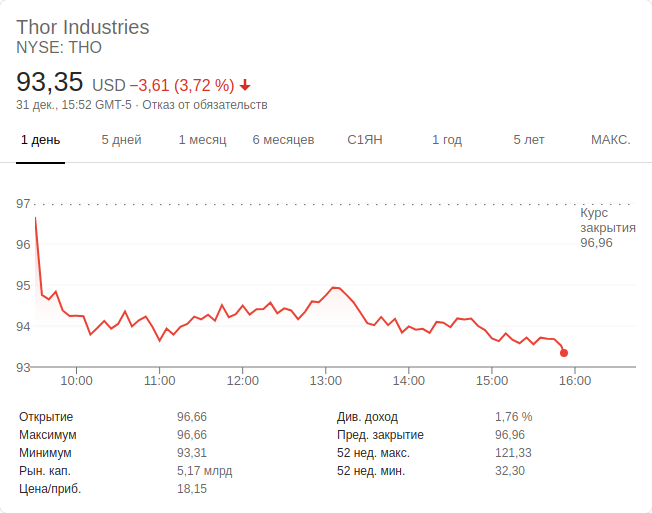 Thor Industries
NYSE: THO
93,35 USD −3,61 (3,72 %)
31 дек., 15:52 GMT-5 · Отказ от обязательств
1 день 5 дней 1 месяц 6 месяцев С1ЯН 1 год 5 лет МАКС.
97
Курс
закрытия
96,96
96
95
94
93
10:00 11:00 12:00 13:00 14:00 15:00 16:00
Открытие 96,66 Див. доход 1,76 %
Максимум 96,66 Пред. закрытие 96,96
Минимум 93,31 52 нед. макс. 121,33
Рын. кап. 5,17 млрд 52 нед. мин. 32,30
Цена/приб. 18,15